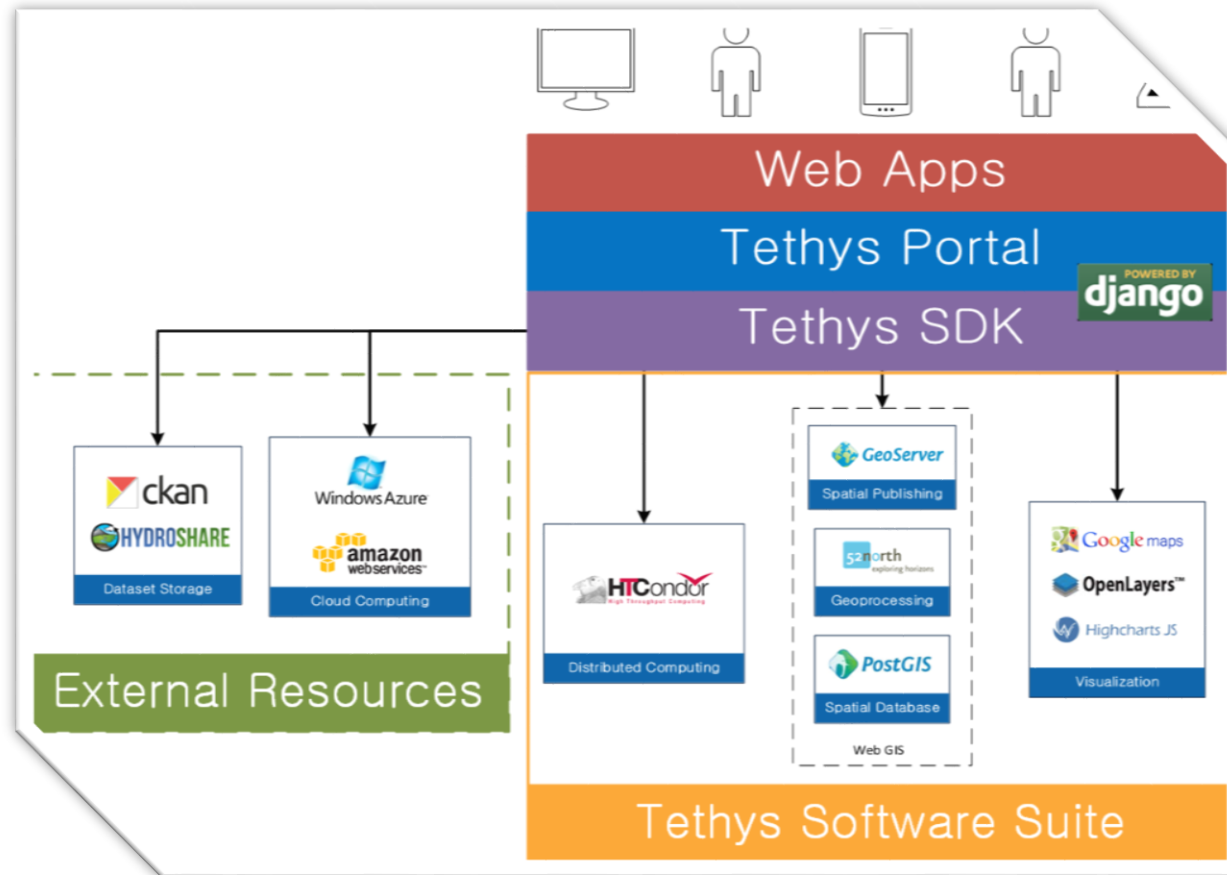 Web Apps
Tethys Portal
POWERED BY
django
Tethys SDK
ckan
HYDROSHARE
Dataset Storage
Windows Azure
amazon
webservices™
Cloud Computing
External Resources
HTCondor
High Throughput Computing
Distributed Computing
GeoServer
Spatial Publishing
52north
exploring horizons
Geoprocessing
PostGIS
Spatial Database
Web GIS
Google maps
OpenLayers™
Highcharts JS
Visualization
Tethys Software Suite